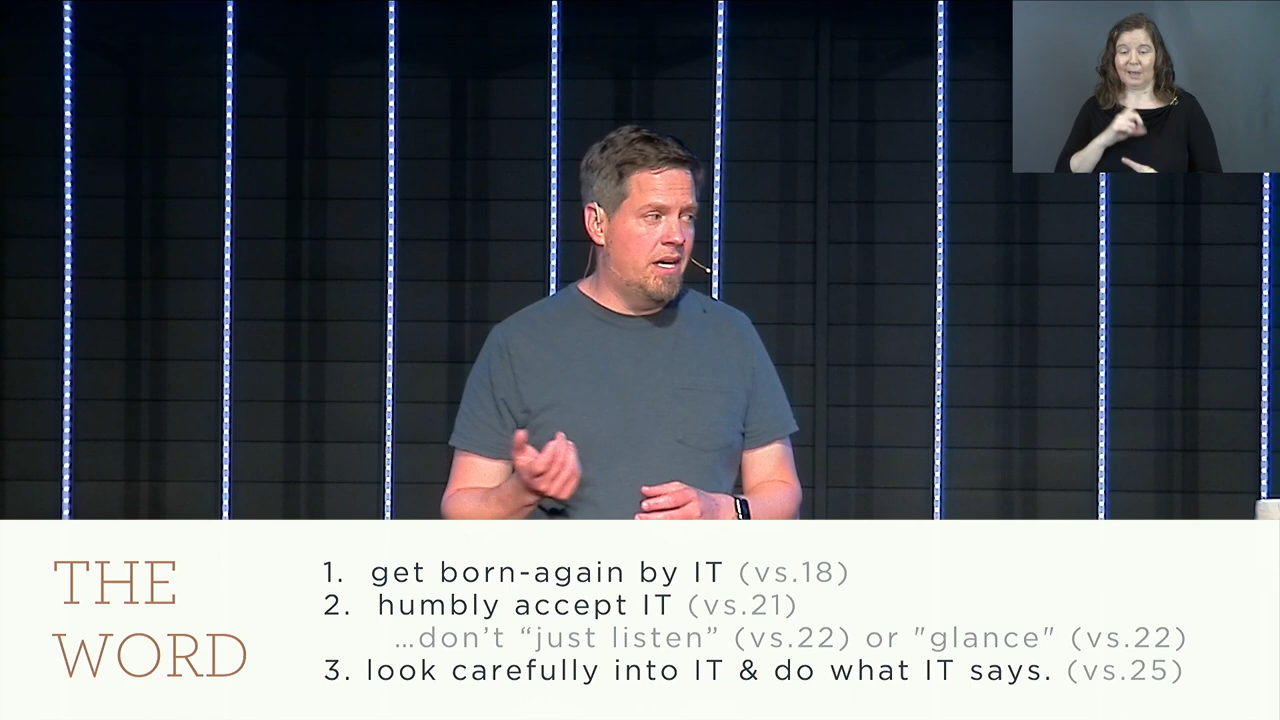 THE
WORD
1. get born-again by IT (vs.18)
2. humbly accept IT (vs.21)
...don’t “just listen” (vs.22) or "glance" (vs.22)
3. look carefully into IT & do what IT says. (vs.25)